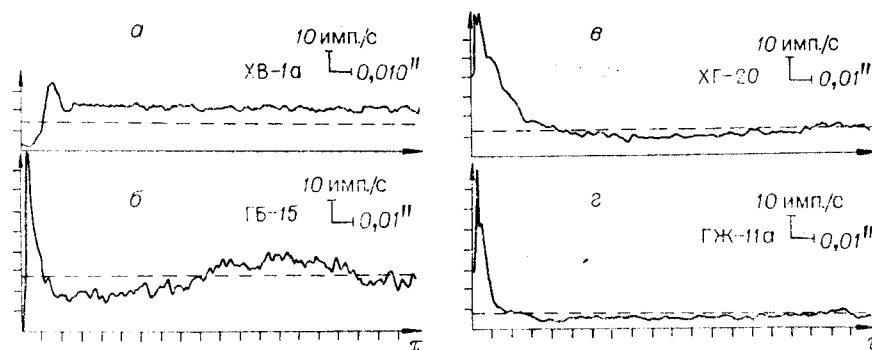 а
10 имп./с
ХВ-1а
0,010"
б
10 имп./с
ГБ-15
0,01"
τ
в
10 имп./с
ХГ-20
0,01"
г
10 имп./с
ГЖ-11а
0,01"
τ